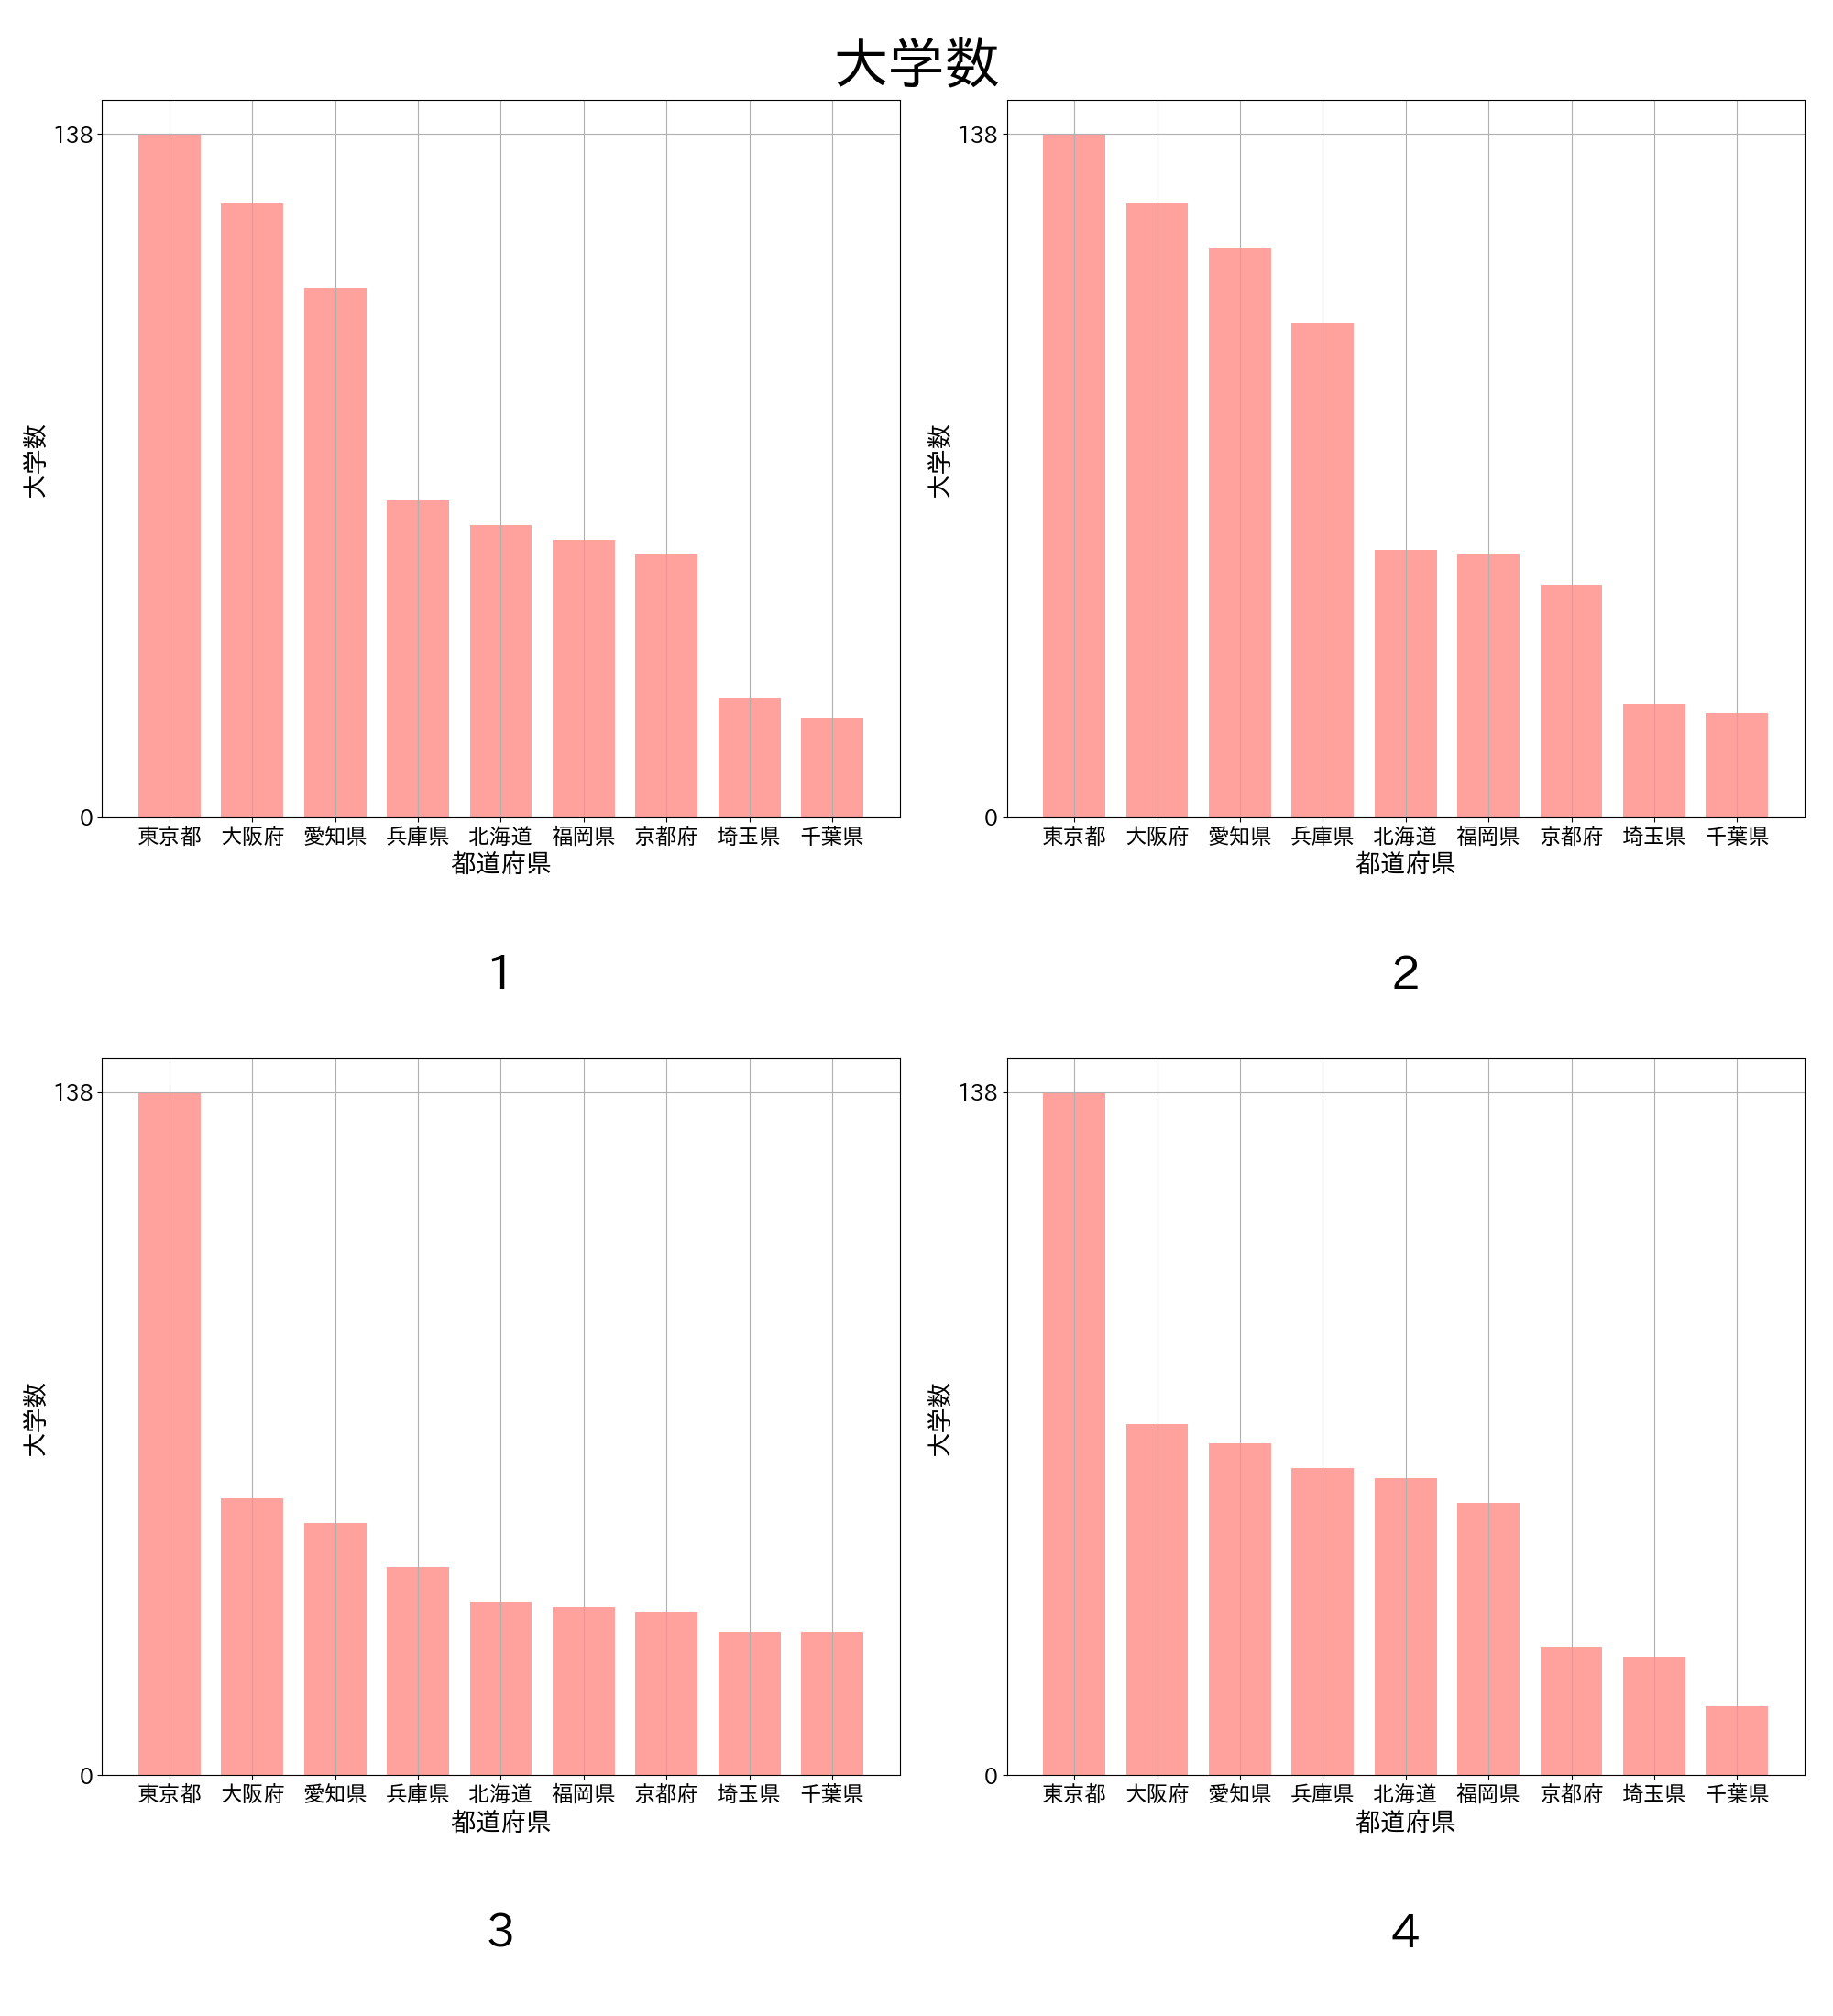 大学数
138
0
大学数
東京都 大阪府 愛知県 兵庫県 北海道 福岡県 京都府 埼玉県 千葉県
都道府県
1
138
0
大学数
東京都 大阪府 愛知県 兵庫県 北海道 福岡県 京都府 埼玉県 千葉県
都道府県
2
138
0
大学数
東京都 大阪府 愛知県 兵庫県 北海道 福岡県 京都府 埼玉県 千葉県
都道府県
3
138
0
大学数
東京都 大阪府 愛知県 兵庫県 北海道 福岡県 京都府 埼玉県 千葉県
都道府県
4